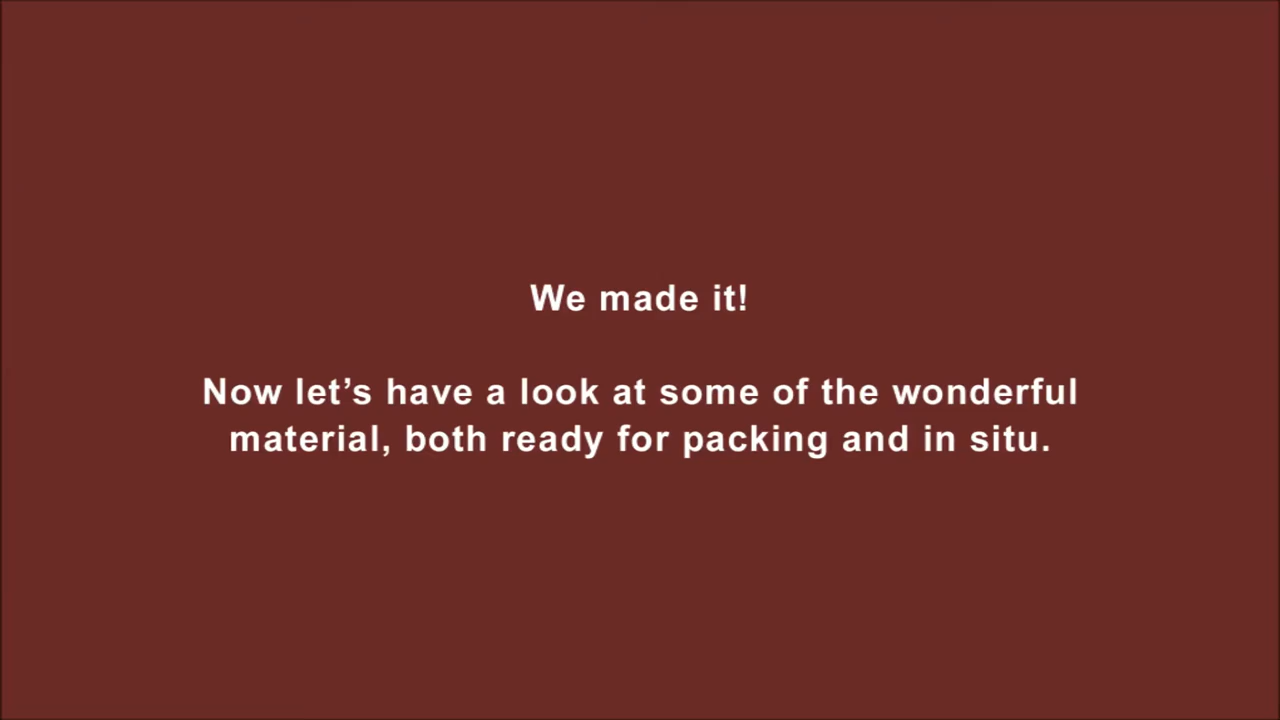 We made it!
Now let’s have a look at some of the wonderful
material, both ready for packing and in situ.